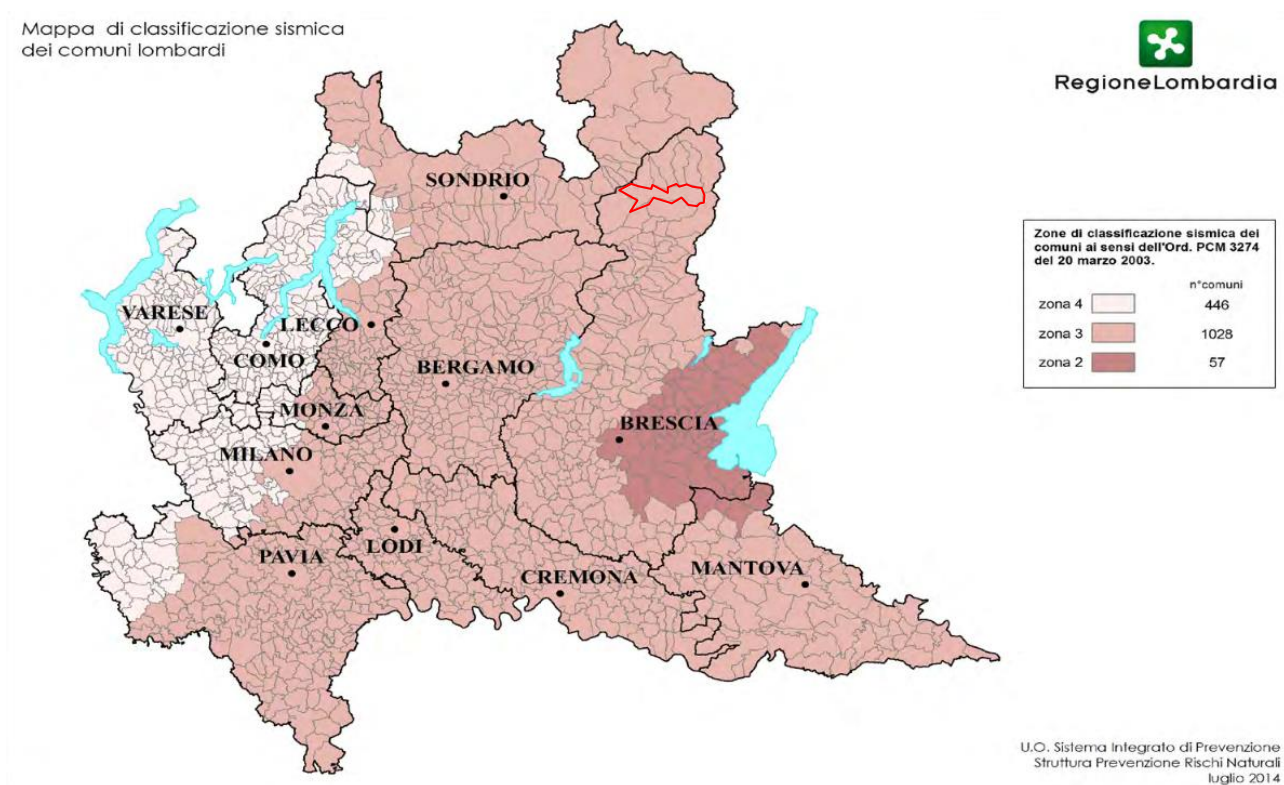 Mappa di classificazione sismica
dei comuni lombardi
RegioneLombardia
SONDRIO
Zone di classificazione sismica dei
comuni ai sensi dell'Ord. PCM 3274
del 20 marzo 2003.
n°comuni
zona 4 446
zona 3 1028
zona 2 57
VARESE
LECCO
COMO
BERGAMO
MONZA
BRESCIA
MILANO
PAVIA
LODI
CREMONA
MANTOVA
U.O. Sistema Integrato di Prevenzione
Struttura Prevenzione Rischi Naturali
luglio 2014